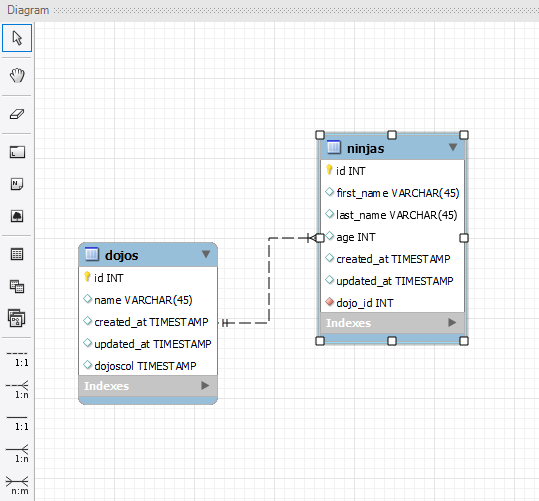 Diagram
ninjas
id INT
first_name VARCHAR(45)
last_name VARCHAR(45)
age INT
created_at TIMESTAMP
updated_at TIMESTAMP
dojo_id INT
Indexes
dojos
id INT
name VARCHAR(45)
created_at TIMESTAMP
updated_at TIMESTAMP
dojoscol TIMESTAMP
Indexes
1:1
1:n
1:1
1:n
n:m